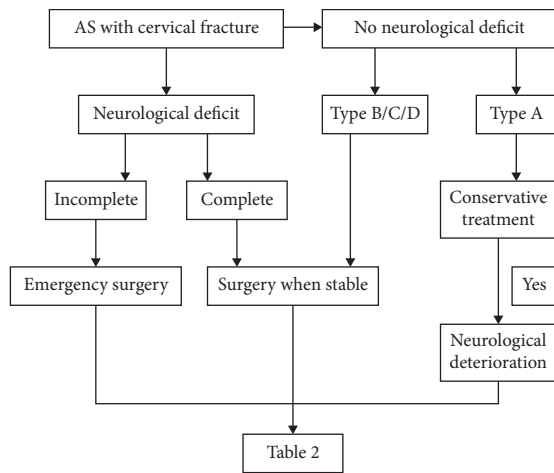 AS with cervical fracture
No neurological deficit
Neurological deficit
Type B/C/D
Type A
Incomplete
Complete
Conservative
treatment
Emergency surgery
Surgery when stable
Yes
Neurological
deterioration
Table 2